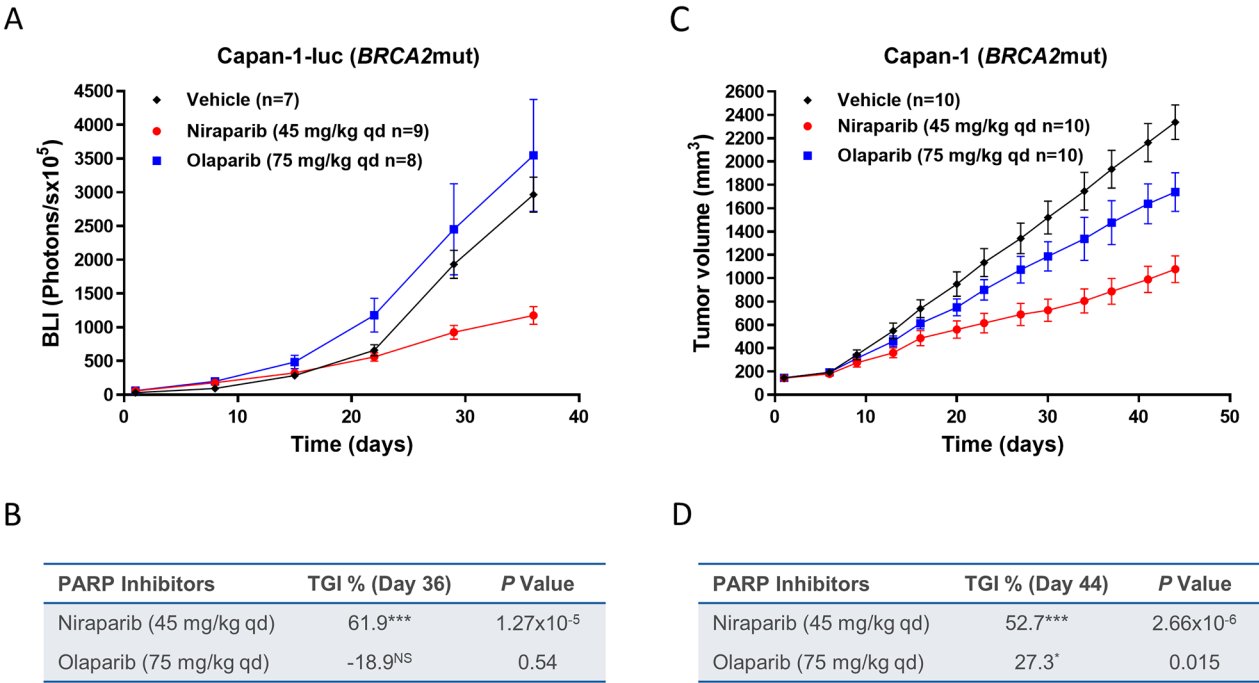 A
Capan-1-luc (BRCA2mut)
Vehicle (n=7)
Niraparib (45 mg/kg qd n=9)
Olaparib (75 mg/kg qd n=8)
BLI (Photons/sx10⁵)
4500
4000
3500
3000
2500
2000
1500
1000
500
0
0 10 20 30 40
Time (days)
C
Capan-1 (BRCA2mut)
Vehicle (n=10)
Niraparib (45 mg/kg qd n=10)
Olaparib (75 mg/kg qd n=10)
Tumor volume (mm³)
2600
2400
2200
2000
1800
1600
1400
1200
1000
800
600
400
200
0
0 10 20 30 40 50
Time (days)
B
PARP Inhibitors TGI % (Day 36) P Value
Niraparib (45 mg/kg qd) 61.9*** 1.27x10⁻⁵
Olaparib (75 mg/kg qd) -18.9ᴺˢ 0.54
D
PARP Inhibitors TGI % (Day 44) P Value
Niraparib (45 mg/kg qd) 52.7*** 2.66x10⁻⁶
Olaparib (75 mg/kg qd) 27.3* 0.015